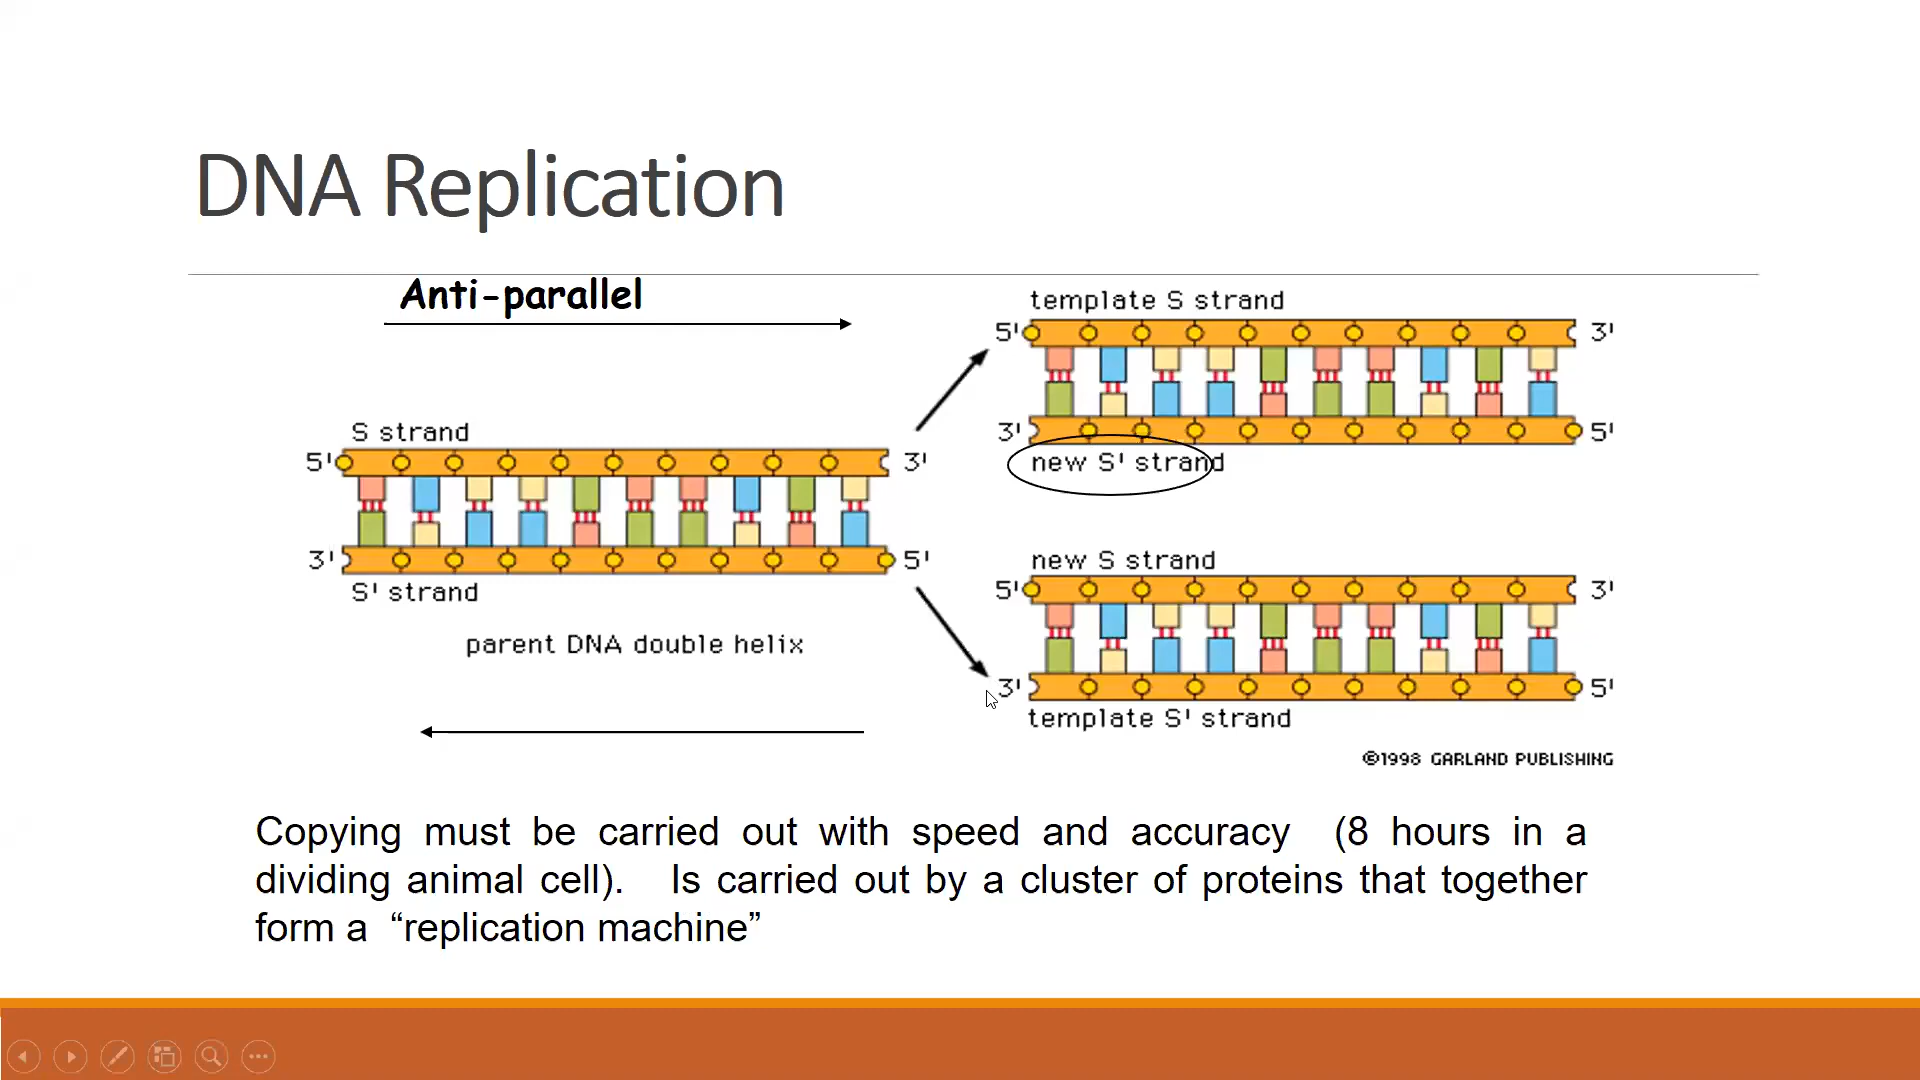 DNA Replication
Anti-parallel
S strand
5' 3'
3' 5'
S' strand
parent DNA double helix
template S strand
5' 3'
3' 5'
new S' strand
new S strand
5' 3'
3' 5'
template S' strand
©1998 GARLAND PUBLISHING
Copying must be carried out with speed and accuracy (8 hours in a
dividing animal cell). Is carried out by a cluster of proteins that together
form a “replication machine”